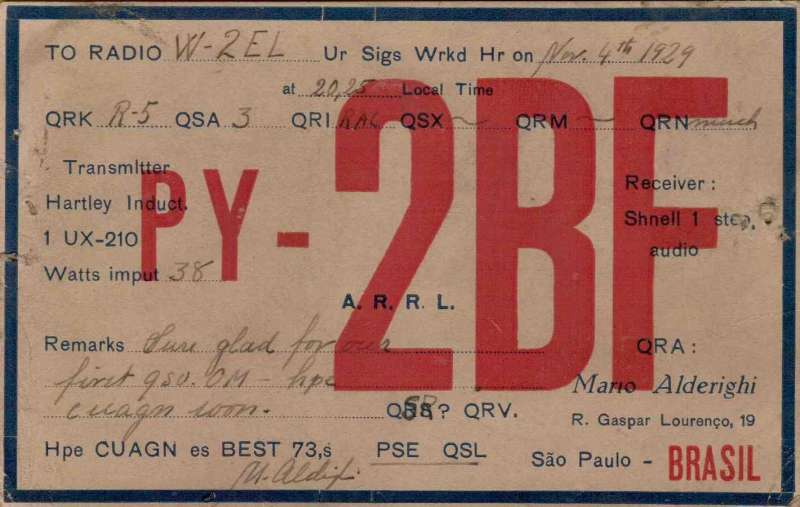 TO RADIO W-2EL Ur Sigs Wrkd Hr on Nov. 4th 1929
at 20,25 Local Time
QRK R-5 QSA 3 QRI RAC QSX ~ QRM ~ QRN much
PY-2BF
TransmItter
Hartley Induct.
1 UX-210
Watts imput 38
Receiver:
Shnell 1 step,
audio
A. R. R. L.
Remarks Sure glad for our
first qso. OM - hpe
cuagn soon.
? QRV.
Hpe CUAGN es BEST 73,s PSE QSL
QRA:
Mario Alderighi
R. Gaspar Lourenço, 19
São Paulo - BRASIL